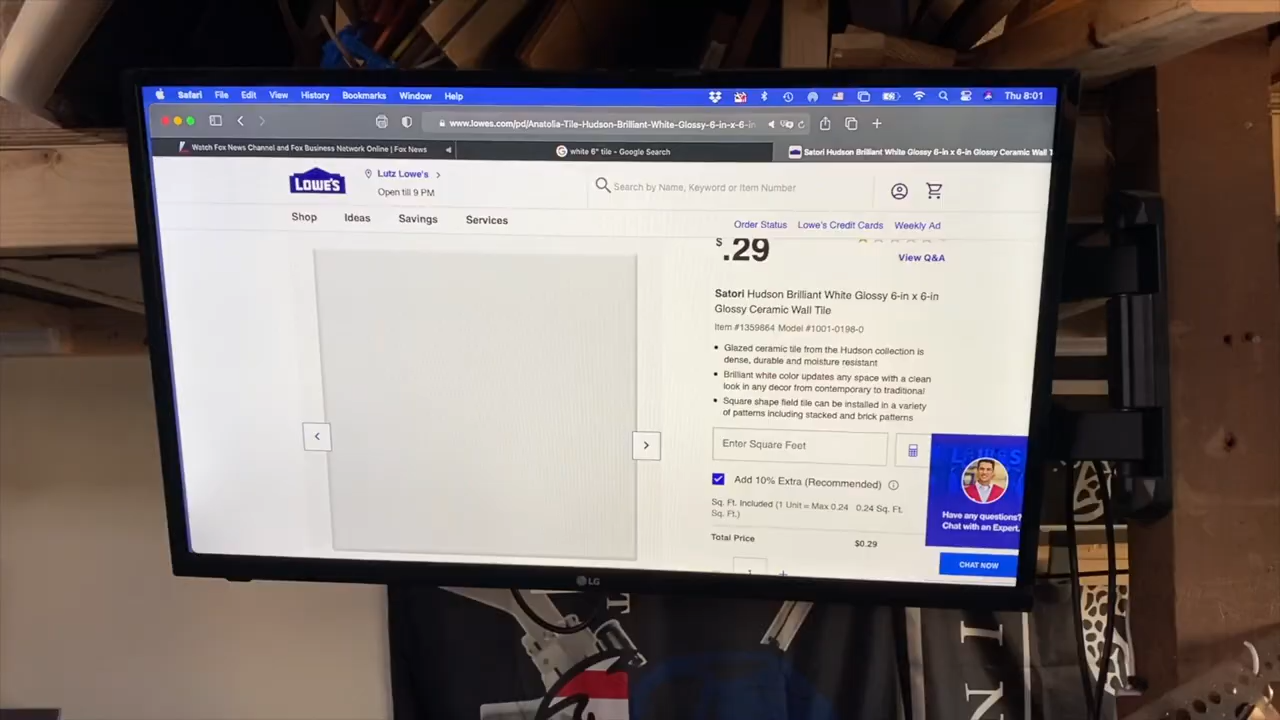 Safari File Edit View History Bookmarks Window Help Thu 8:01
www.lowes.com/pd/Anatolia-Tile-Hudson-Brilliant-White-Glossy-6-in-x-6-in
Watch Fox News Channel and Fox Business Network Online | Fox News
white 6" tile - Google Search
Satori Hudson Brilliant White Glossy 6-in x 6-in Glossy Ceramic Wall T
LOWE'S
Lutz Lowe's
Open till 9 PM
Search by Name, Keyword or Item Number
Shop Ideas Savings Services
Order Status Lowe's Credit Cards Weekly Ad
$.29
View Q&A
Satori Hudson Brilliant White Glossy 6-in x 6-in
Glossy Ceramic Wall Tile
Item #1359864 Model #1001-0198-0
• Glazed ceramic tile from the Hudson collection is
dense, durable and moisture resistant
• Brilliant white color updates any space with a clean
look in any decor from contemporary to traditional
• Square shape field tile can be installed in a variety
of patterns including stacked and brick patterns
Enter Square Feet
Add 10% Extra (Recommended)
Sq. Ft. Included (1 Unit = Max 0.24 0.24 Sq. Ft.
Sq. Ft.)
Total Price $0.29
1 +
LOWE'S
Have any questions?
Chat with an Expert.
CHAT NOW
LG
T
I N